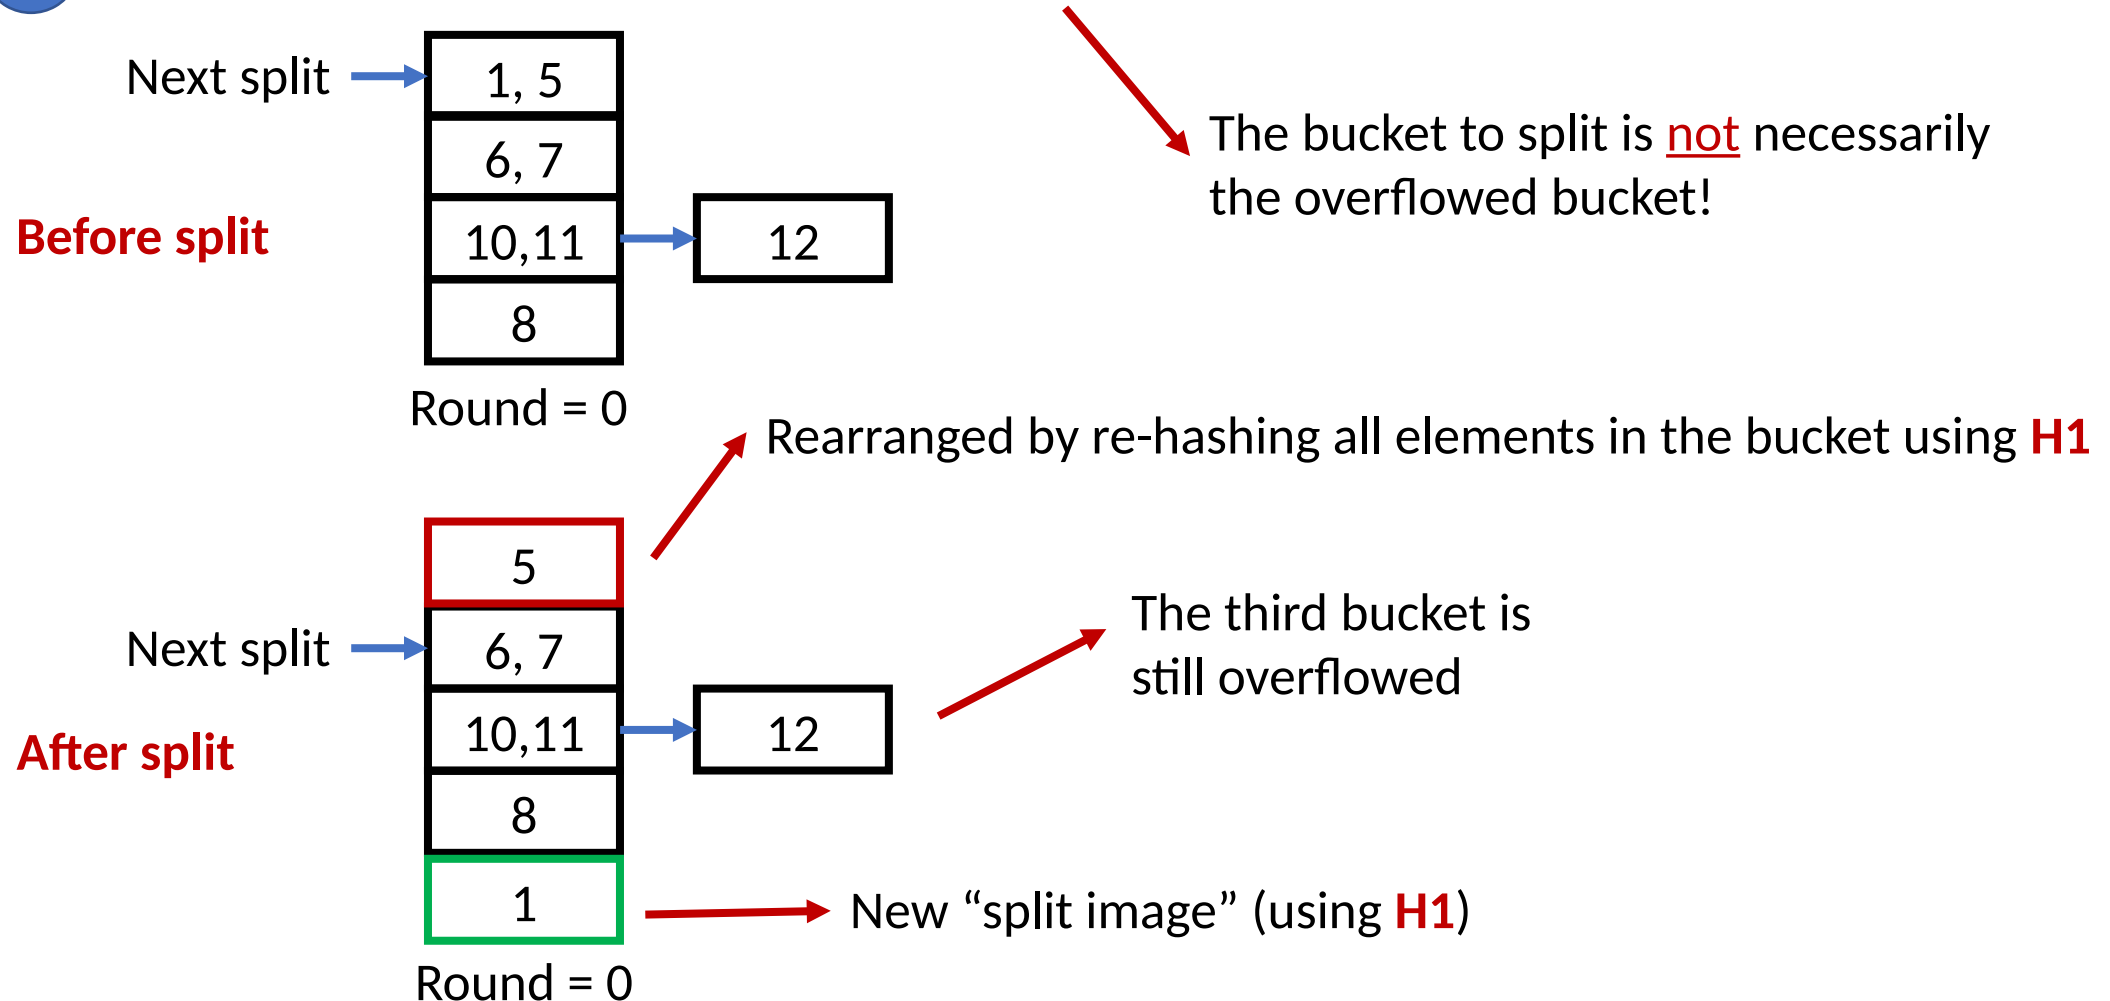 Next split
1, 5
6, 7
10,11
12
8
Before split
Round = 0
The bucket to split is not necessarily
the overflowed bucket!
Rearranged by re-hashing all elements in the bucket using H1
5
Next split
6, 7
10,11
12
8
1
After split
The third bucket is
still overflowed
New “split image” (using H1)
Round = 0